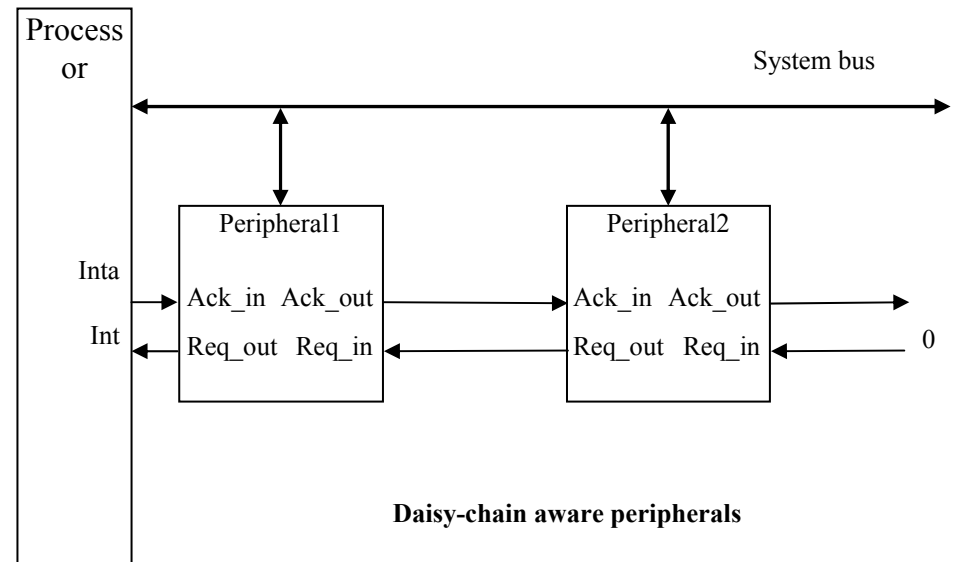 Process
or
System bus
Peripheral1
Peripheral2
Inta
Ack_in Ack_out
Ack_in Ack_out
Int
Req_out Req_in
Req_out Req_in
0
Daisy-chain aware peripherals